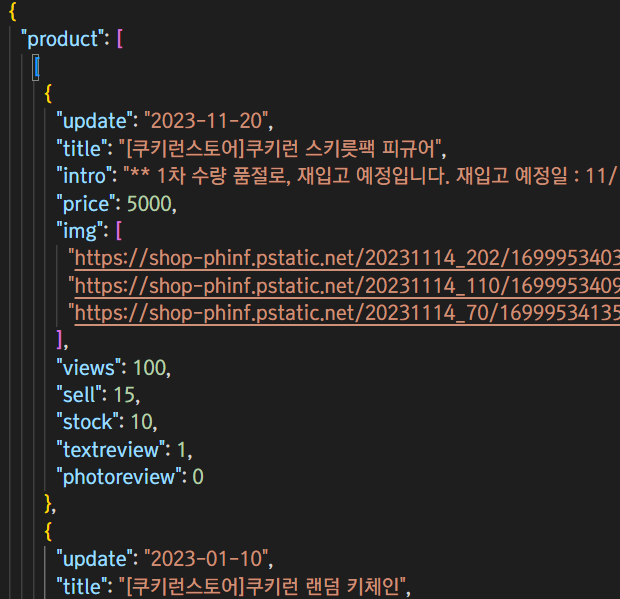 {
"product": [
[
{
"update": "2023-11-20",
"title": "[쿠키런스토어]쿠키런 스키릇팩 피규어",
"intro": "** 1차 수량 품절로, 재입고 예정입니다. 재입고 예정일 : 11/
"price": 5000,
"img": [
"https://shop-phinf.pstatic.net/20231114_202/1699953403
"https://shop-phinf.pstatic.net/20231114_110/1699953409
"https://shop-phinf.pstatic.net/20231114_70/16999534135
],
"views": 100,
"sell": 15,
"stock": 10,
"textreview": 1,
"photoreview": 0
},
{
"update": "2023-01-10",
"title": "[쿠키런스토어]쿠키런 랜덤 키체인",